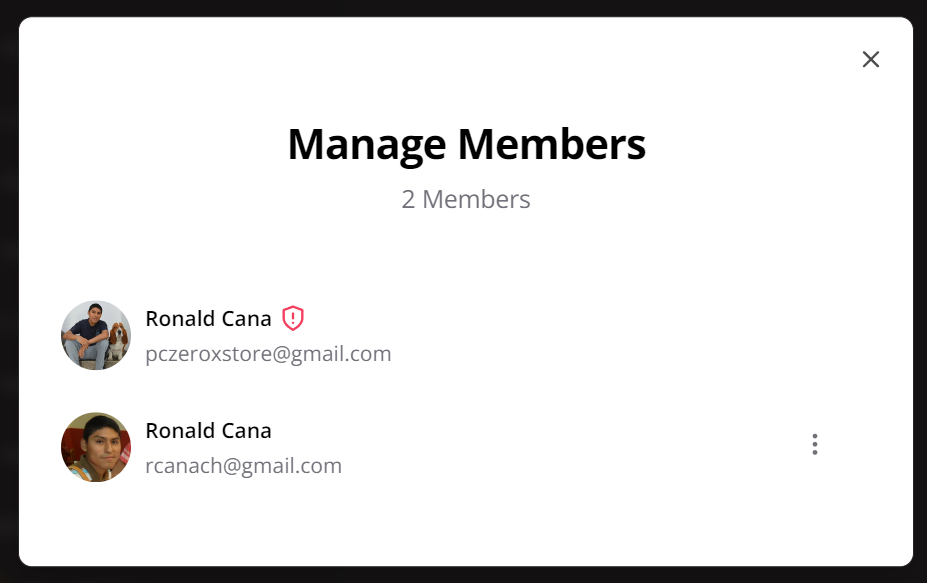 Manage Members
2 Members
Ronald Cana
pczeroxstore@gmail.com
Ronald Cana
rcanach@gmail.com